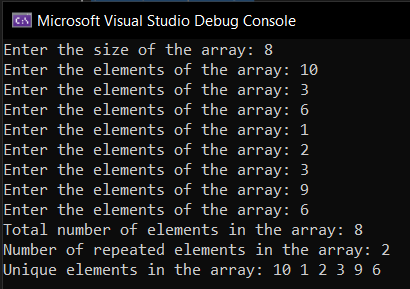 Microsoft Visual Studio Debug Console
Enter the size of the array: 8
Enter the elements of the array: 10
Enter the elements of the array: 3
Enter the elements of the array: 6
Enter the elements of the array: 1
Enter the elements of the array: 2
Enter the elements of the array: 3
Enter the elements of the array: 9
Enter the elements of the array: 6
Total number of elements in the array: 8
Number of repeated elements in the array: 2
Unique elements in the array: 10 1 2 3 9 6